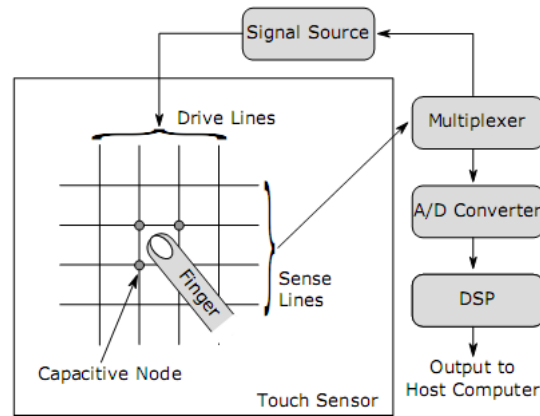 Signal Source
Drive Lines
Multiplexer
A/D Converter
Sense
Lines
Finger
DSP
Capacitive Node
Output to
Host Computer
Touch Sensor